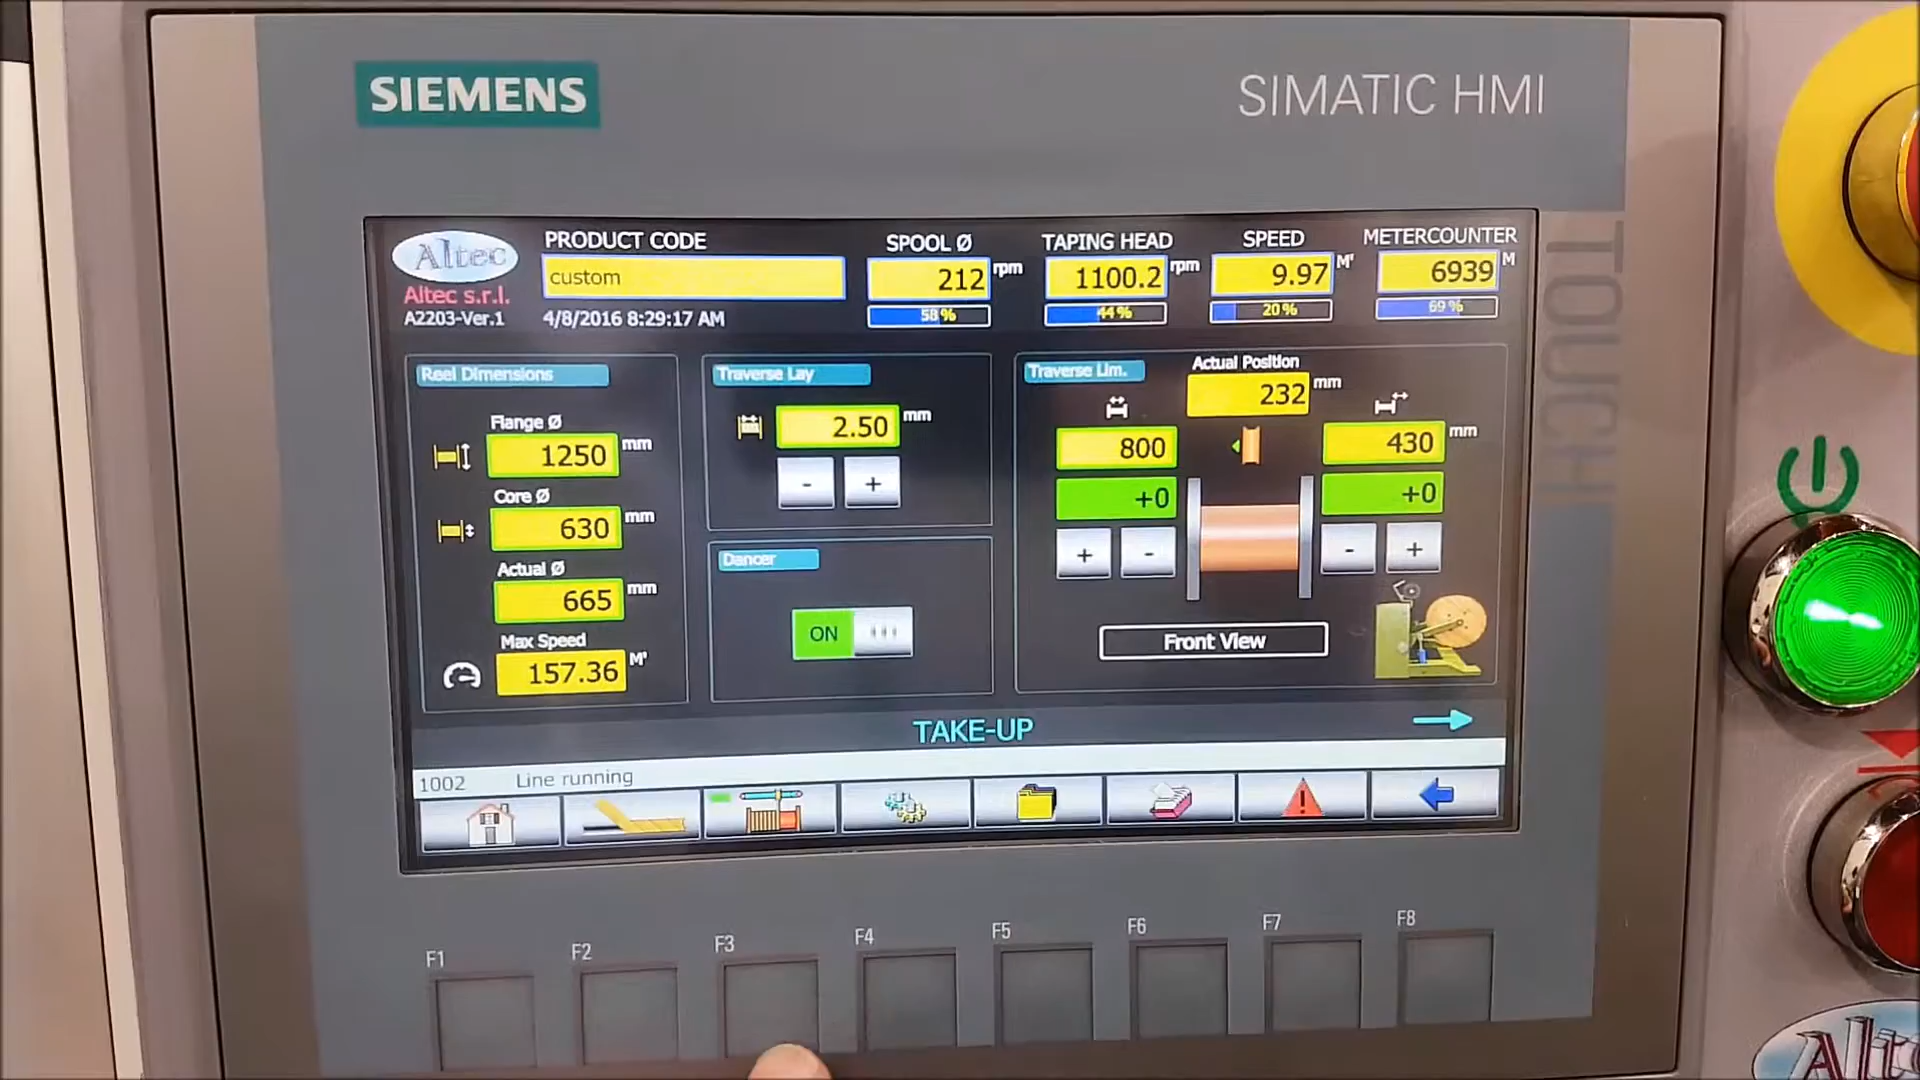 SIEMENS
SIMATIC HMI
TOUCH
Altec
Altec s.r.l.
A2203-Ver.1
PRODUCT CODE
custom
4/8/2016 8:29:17 AM
SPOOL Ø
212 rpm
58 %
TAPING HEAD
1100.2 rpm
44 %
SPEED
9.97 M'
20 %
METERCOUNTER
6939 M
69 %
Reel Dimensions
Flange Ø
1250 mm
Core Ø
630 mm
Actual Ø
665 mm
Max Speed
157.36 M'
Traverse Lay
2.50 mm
- +
Dancer
ON
Traverse Lim.
Actual Position
232 mm
800
430 mm
+0
+0
+ -
- +
Front View
TAKE-UP
1002 Line running
F1 F2 F3 F4 F5 F6 F7 F8